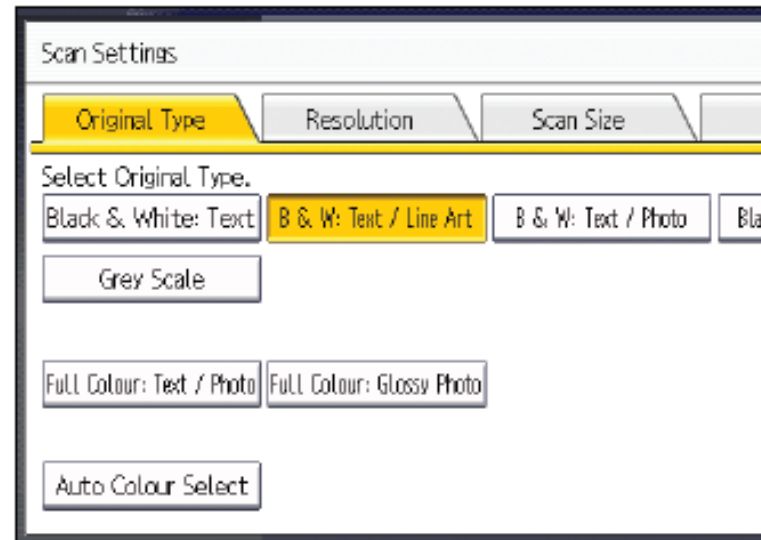 Scan Settings
Original Type Resolution Scan Size
Select Original Type.
Black & White: Text B & W: Text / Line Art B & W: Text / Photo
Grey Scale
Full Colour: Text / Photo Full Colour: Glossy Photo
Auto Colour Select